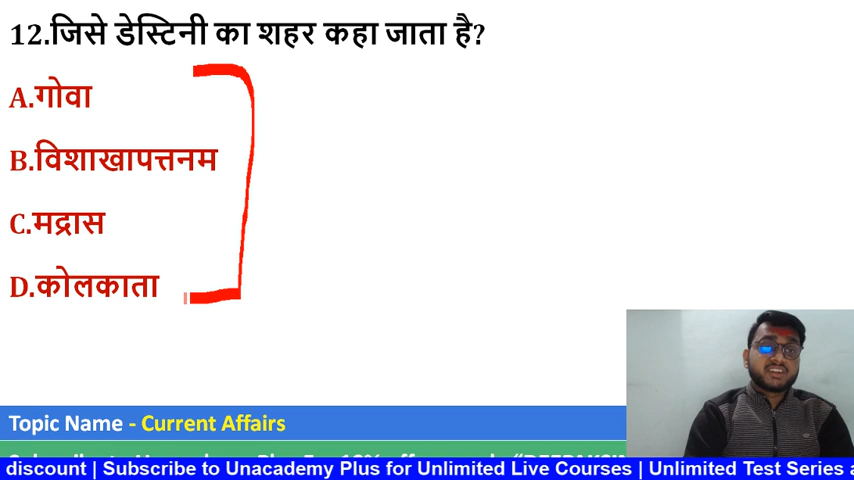 12.जिसे डेस्टिनी का शहर कहा जाता है?
A.गोवा
B.विशाखापत्तनम
C.मद्रास
D.कोलकाता
Topic Name - Current Affairs
discount | Subscribe to Unacademy Plus for Unlimited Live Courses | Unlimited Test Series a